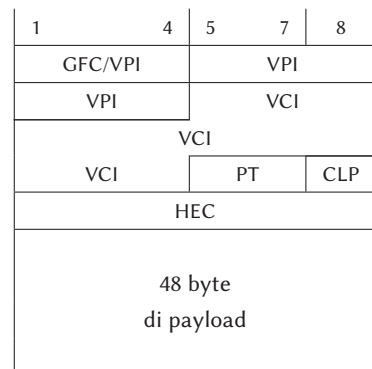 1 4 5 7 8
GFC/VPI VPI
VPI VCI
VCI
VCI PT CLP
HEC
48 byte
di payload